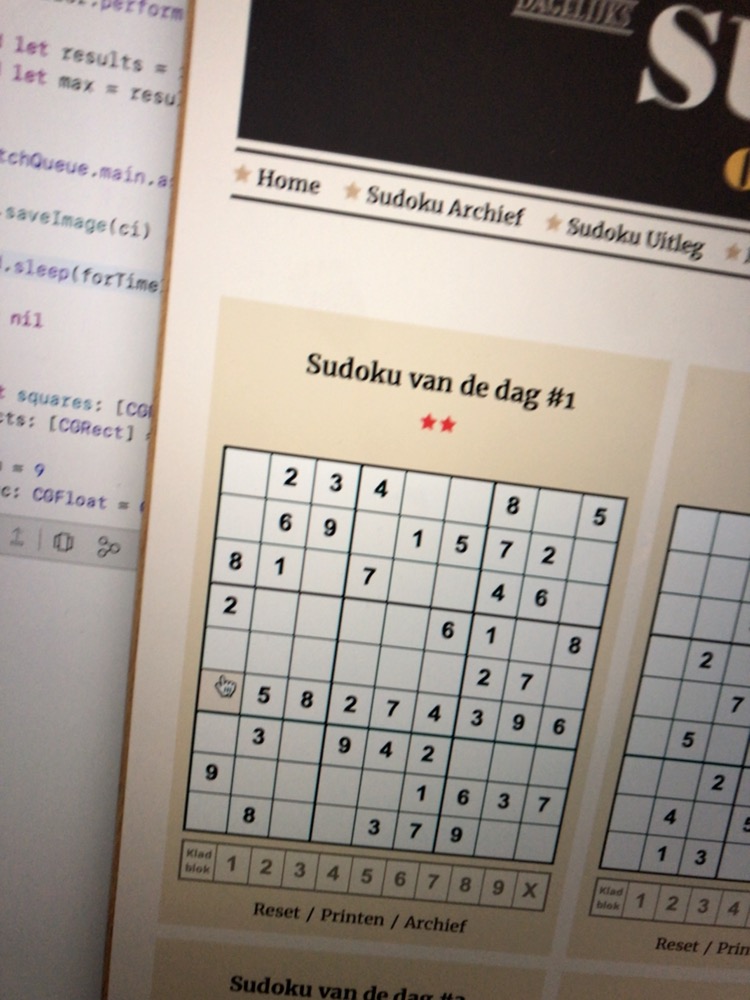 let results =
let max = resu
saveImage(ci)
.sleep(forTime
nil
squares: [CG
cts: [CGRect]
= 9
c: CGFloat =
DAGELIJKS
SU
Home Sudoku Archief Sudoku Uitleg
Sudoku van de dag #1
2 3 4 8 5
6 9 1 5 7 2
8 1 7 4 6
2 6 1 8
2 7
5 8 2 7 4 3 9 6
3 9 4 2
9 1 6 3 7
8 3 7 9
Klad blok 1 2 3 4 5 6 7 8 9 X
Reset / Printen / Archief
2
7
5
2
4 5
1 3
Klad blok 1 2 3 4
Reset / Prin
Sudoku van de dag